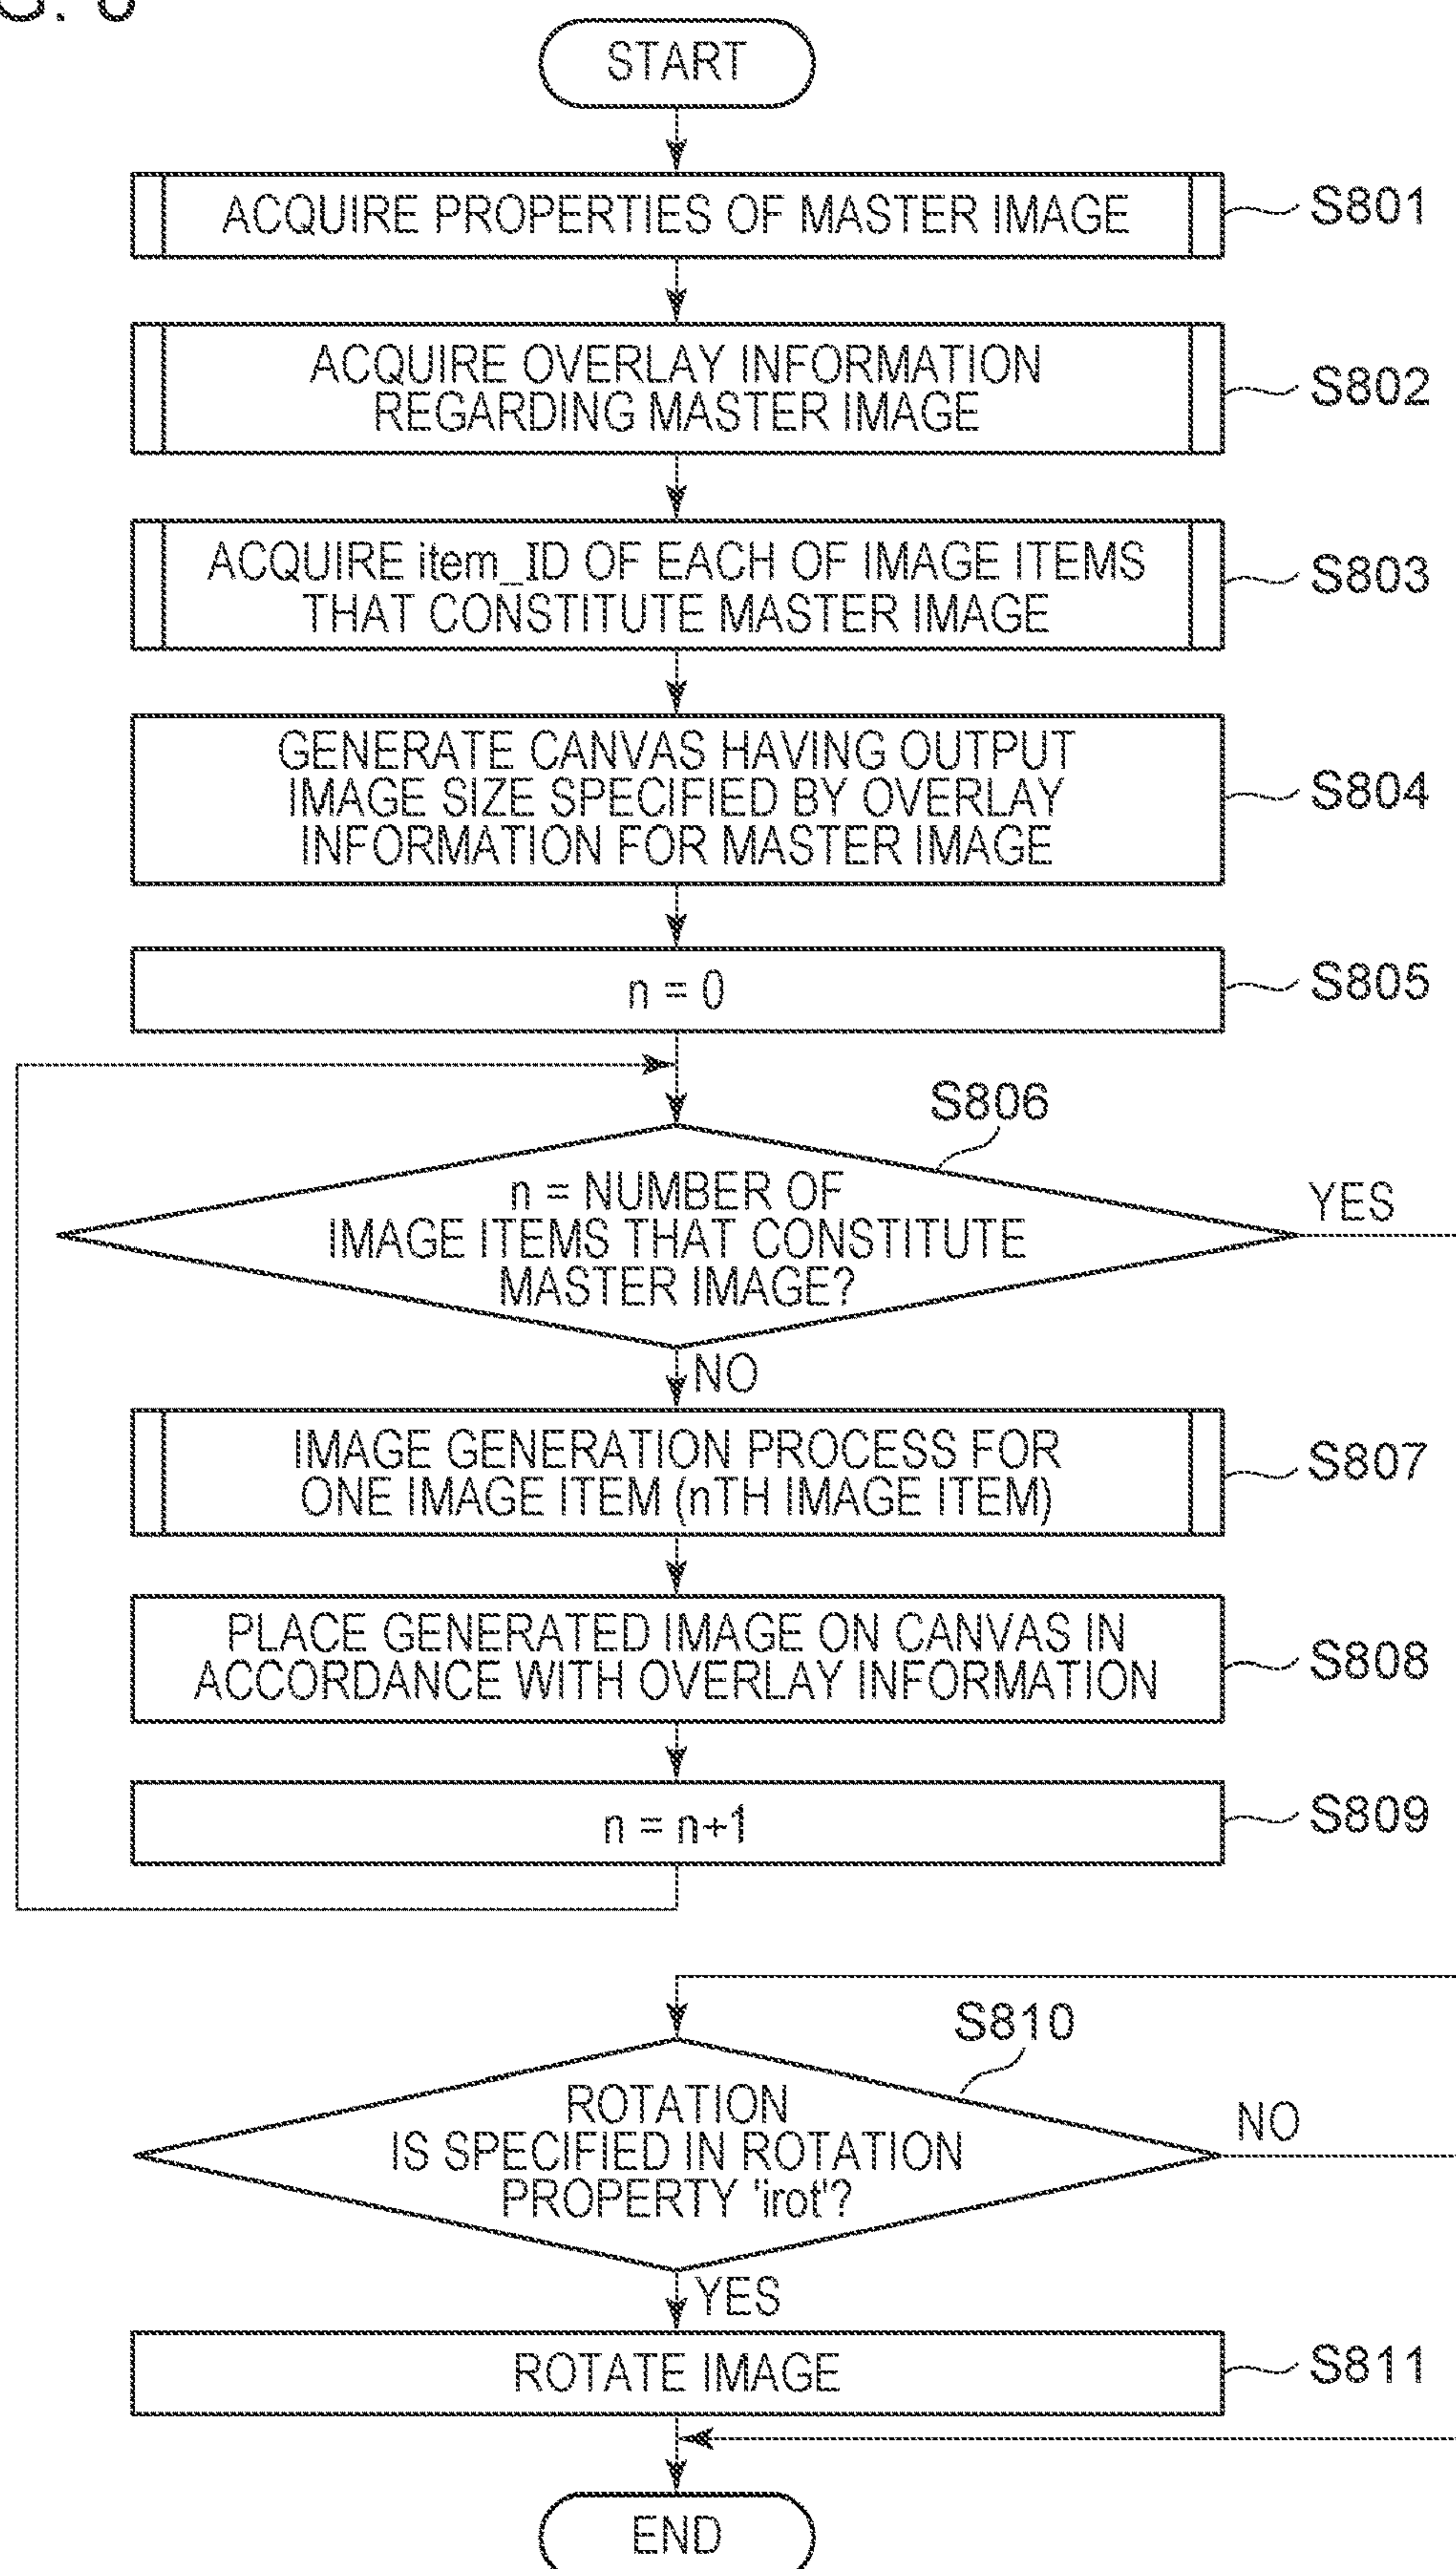 START
ACQUIRE PROPERTIES OF MASTER IMAGE
S801
ACQUIRE OVERLAY INFORMATION
REGARDING MASTER IMAGE
S802
ACQUIRE item_ID OF EACH OF IMAGE ITEMS
THAT CONSTITUTE MASTER IMAGE
S803
GENERATE CANVAS HAVING OUTPUT
IMAGE SIZE SPECIFIED BY OVERLAY
INFORMATION FOR MASTER IMAGE
S804
n = 0
S805
S806
n = NUMBER OF
IMAGE ITEMS THAT CONSTITUTE
MASTER IMAGE?
YES
NO
IMAGE GENERATION PROCESS FOR
ONE IMAGE ITEM (nTH IMAGE ITEM)
S807
PLACE GENERATED IMAGE ON CANVAS IN
ACCORDANCE WITH OVERLAY INFORMATION
S808
n = n+1
S809
S810
ROTATION
IS SPECIFIED IN ROTATION
PROPERTY 'irot'?
NO
YES
ROTATE IMAGE
S811
END